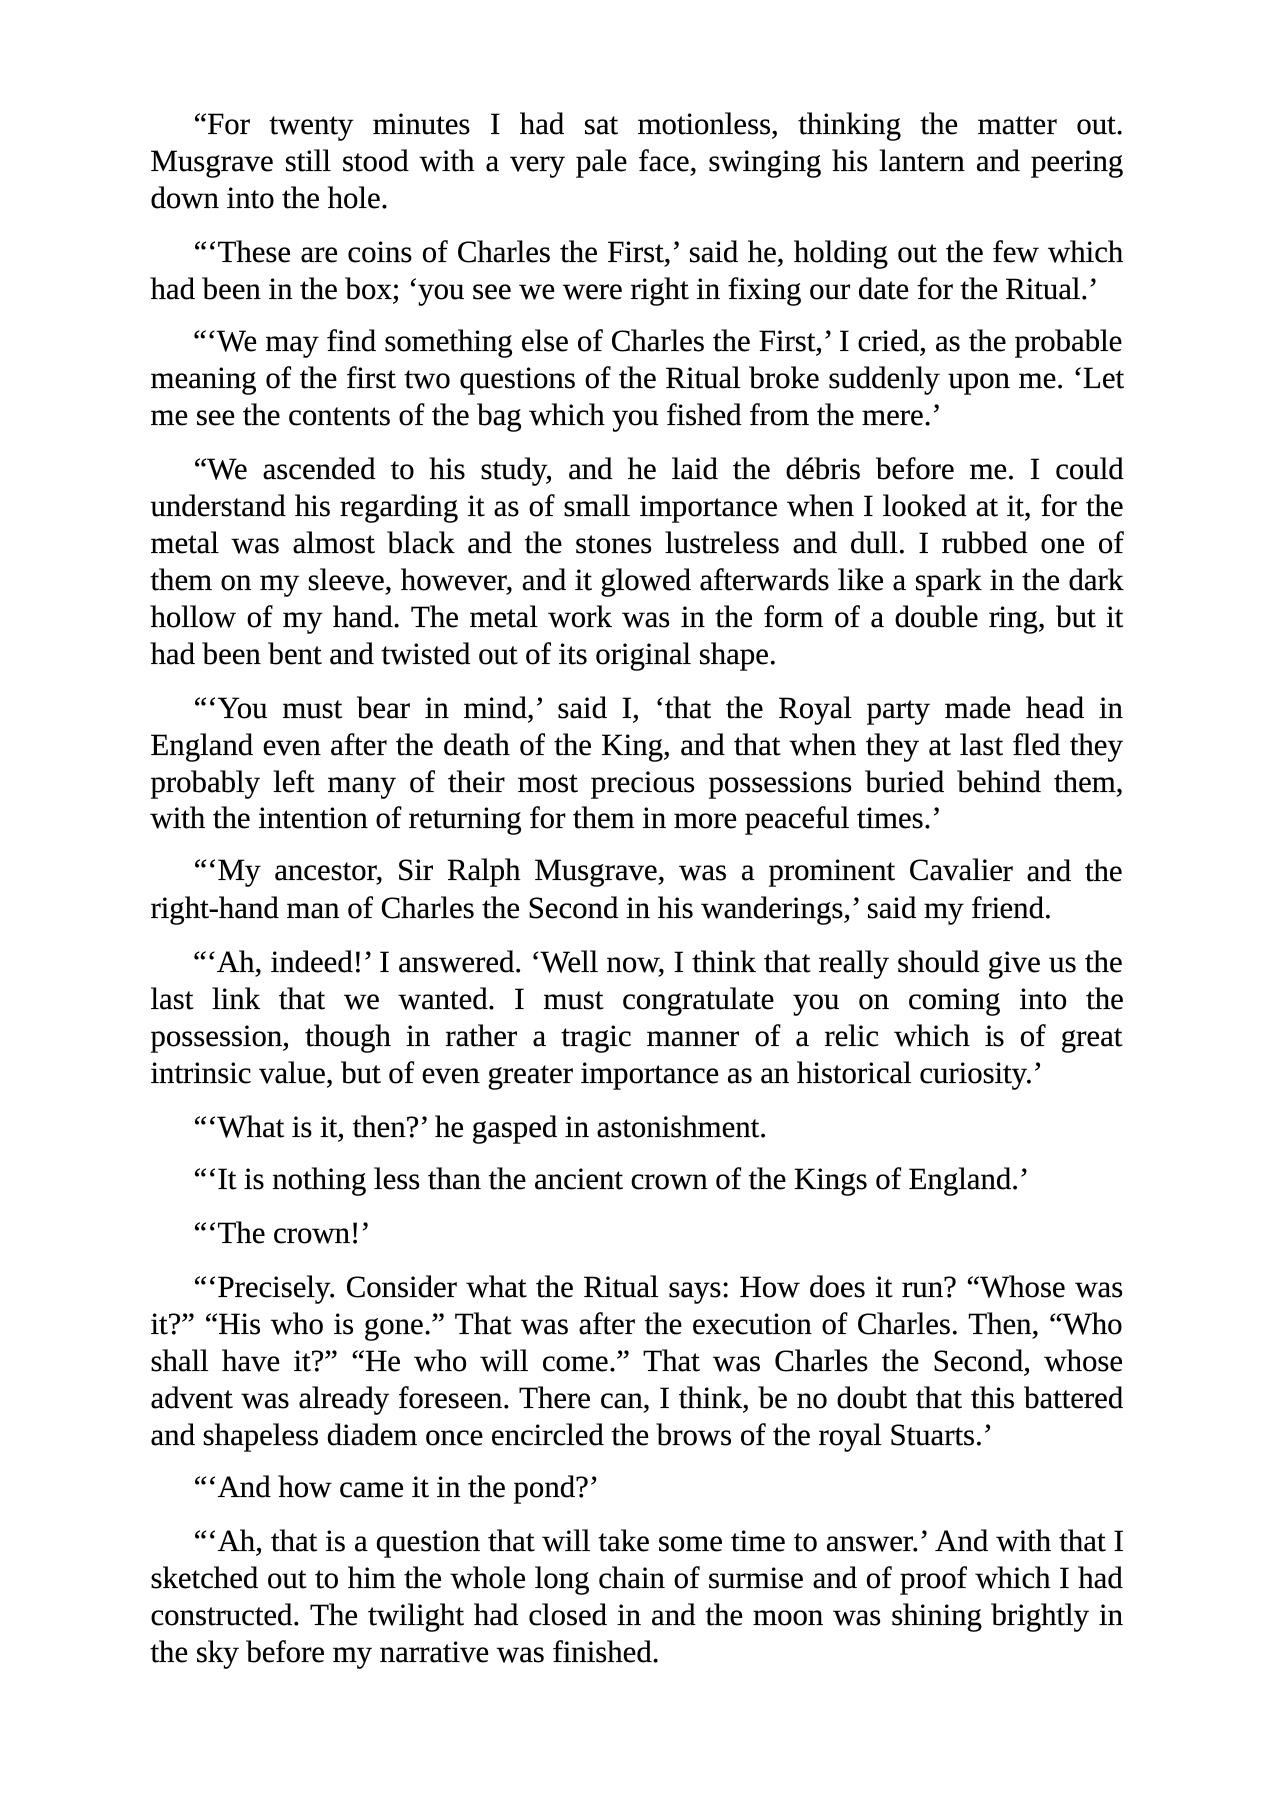 “For twenty minutes I had sat motionless, thinking the matter out.
Musgrave still stood with a very pale face, swinging his lantern and peering
down into the hole.
“‘These are coins of Charles the First,’ said he, holding out the few which
had been in the box; ‘you see we were right in fixing our date for the Ritual.’
“‘We may find something else of Charles the First,’ I cried, as the probable
meaning of the first two questions of the Ritual broke suddenly upon me. ‘Let
me see the contents of the bag which you fished from the mere.’
“We ascended to his study, and he laid the débris before me. I could
understand his regarding it as of small importance when I looked at it, for the
metal was almost black and the stones lustreless and dull. I rubbed one of
them on my sleeve, however, and it glowed afterwards like a spark in the dark
hollow of my hand. The metal work was in the form of a double ring, but it
had been bent and twisted out of its original shape.
“‘You must bear in mind,’ said I, ‘that the Royal party made head in
England even after the death of the King, and that when they at last fled they
probably left many of their most precious possessions buried behind them,
with the intention of returning for them in more peaceful times.’
“‘My ancestor, Sir Ralph Musgrave, was a prominent Cavalier and the
right-hand man of Charles the Second in his wanderings,’ said my friend.
“‘Ah, indeed!’ I answered. ‘Well now, I think that really should give us the
last link that we wanted. I must congratulate you on coming into the
possession, though in rather a tragic manner of a relic which is of great
intrinsic value, but of even greater importance as an historical curiosity.’
“‘What is it, then?’ he gasped in astonishment.
“‘It is nothing less than the ancient crown of the Kings of England.’
“‘The crown!’
“‘Precisely. Consider what the Ritual says: How does it run? “Whose was
it?” “His who is gone.” That was after the execution of Charles. Then, “Who
shall have it?” “He who will come.” That was Charles the Second, whose
advent was already foreseen. There can, I think, be no doubt that this battered
and shapeless diadem once encircled the brows of the royal Stuarts.’
“‘And how came it in the pond?’
“‘Ah, that is a question that will take some time to answer.’ And with that I
sketched out to him the whole long chain of surmise and of proof which I had
constructed. The twilight had closed in and the moon was shining brightly in
the sky before my narrative was finished.